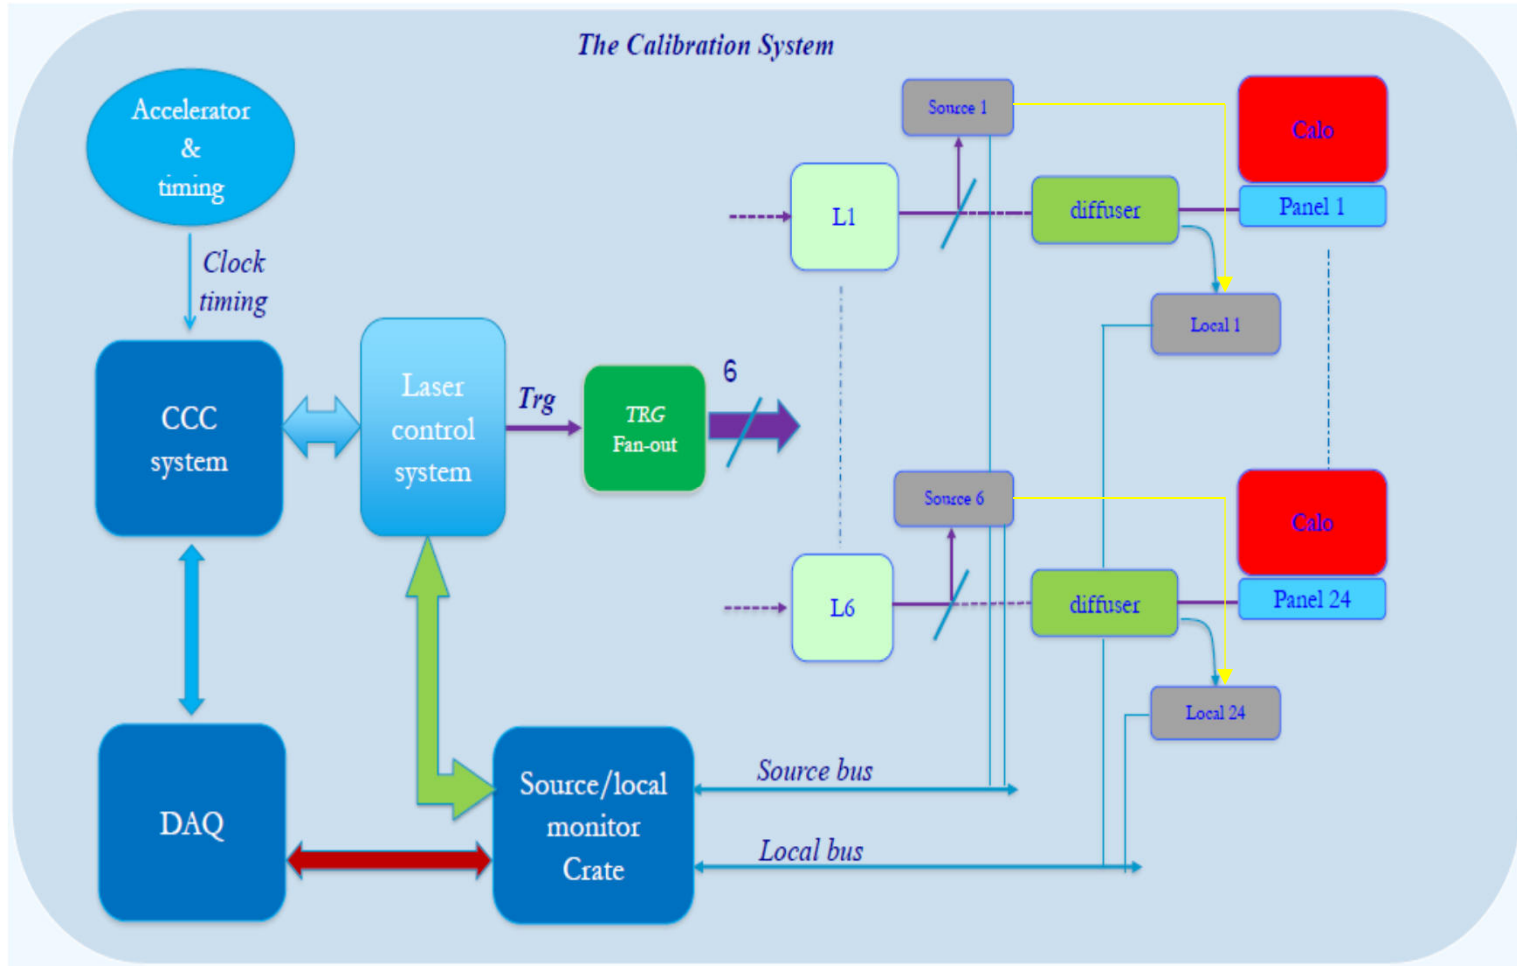 The Calibration System
Accelerator
&
timing
Clock
timing
CCC
system
Laser
control
system
Trg
TRG
Fan-out
6
Source 1
L1
diffuser
Calo
Panel 1
Local 1
Source 6
L6
diffuser
Calo
Panel 24
Local 24
DAQ
Source/local
monitor
Crate
Source bus
Local bus